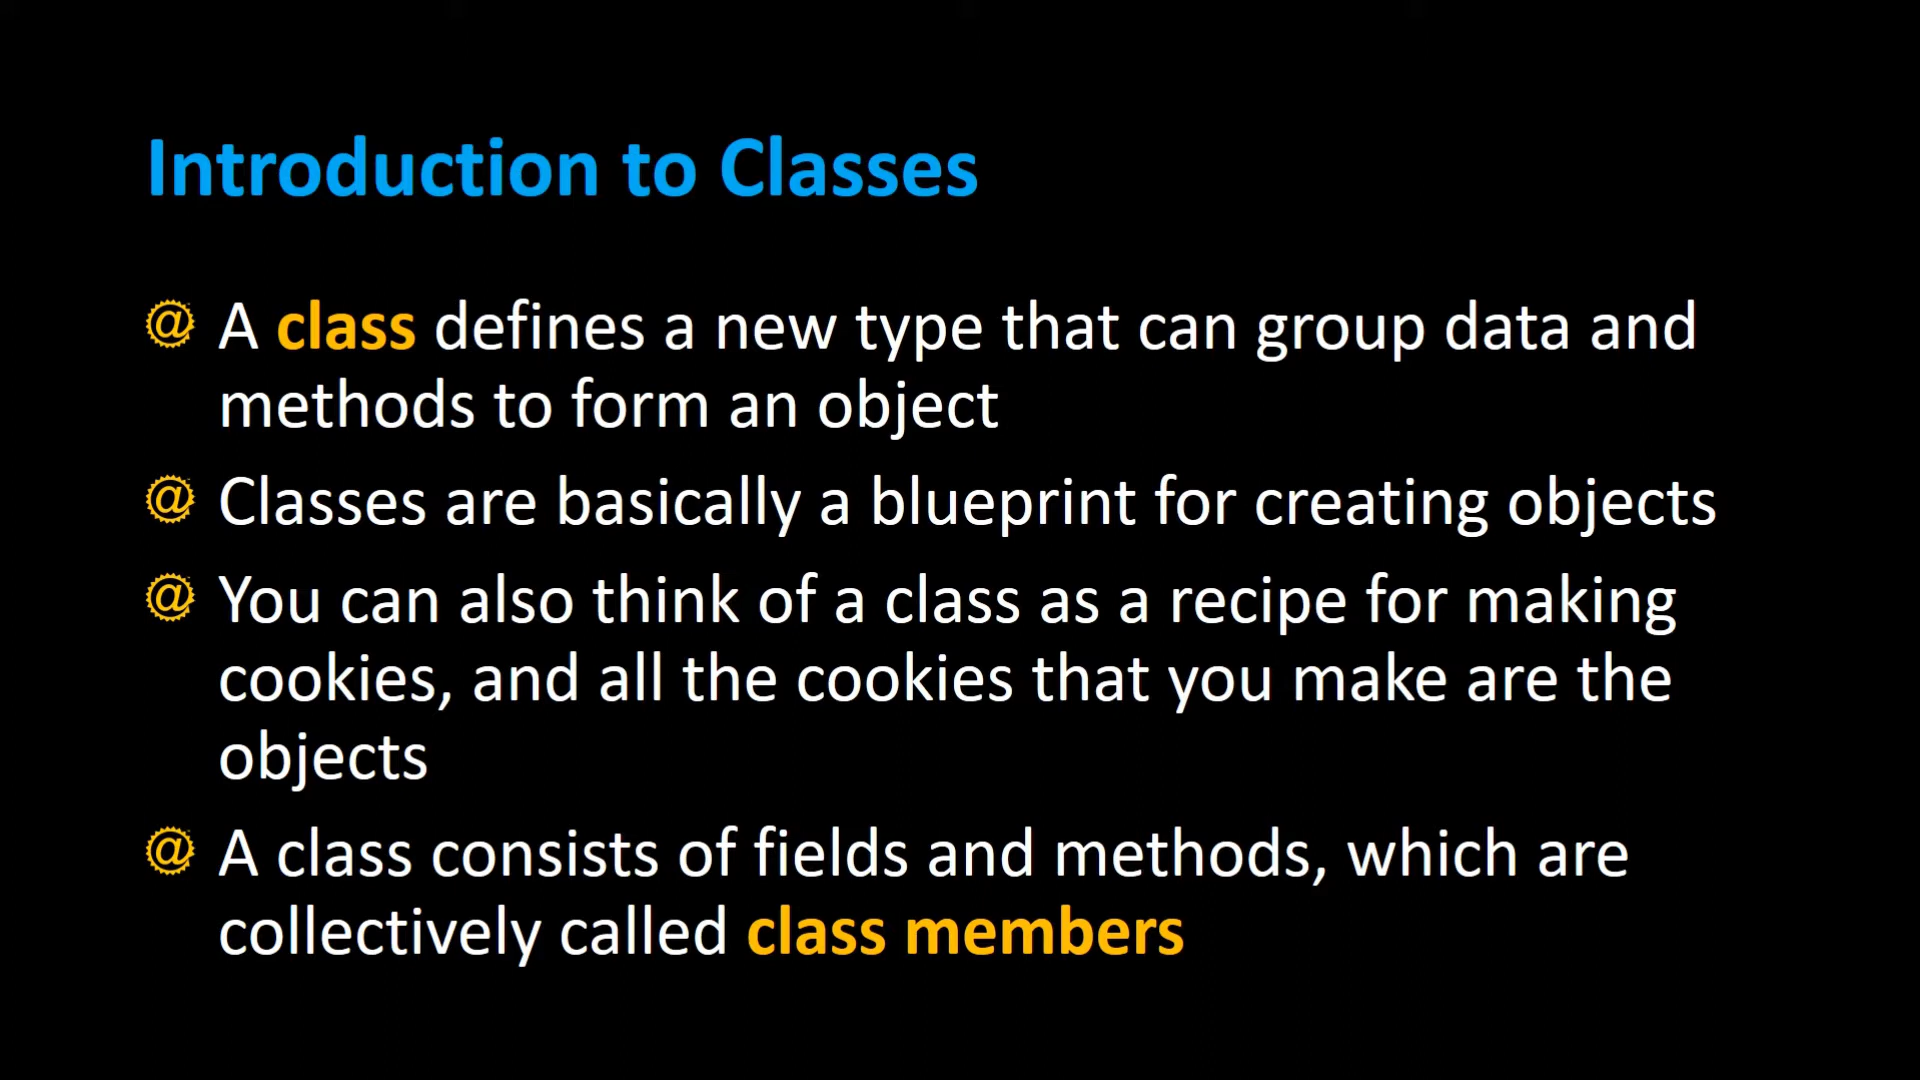 Introduction to Classes
@ A class defines a new type that can group data and
methods to form an object
@ Classes are basically a blueprint for creating objects
@ You can also think of a class as a recipe for making
cookies, and all the cookies that you make are the
objects
@ A class consists of fields and methods, which are
collectively called class members